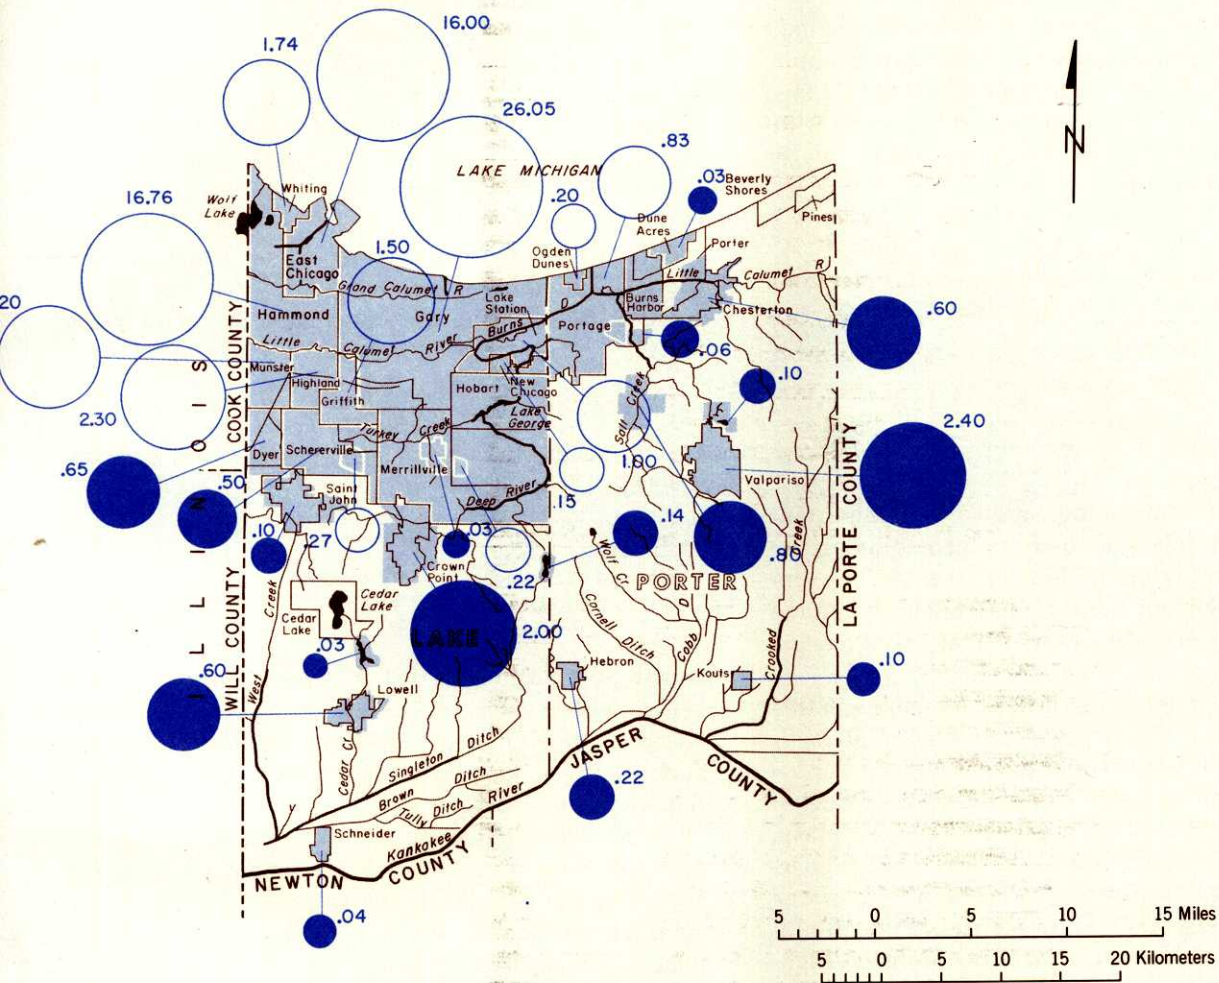 16.00
1.74
26.05
.83
N
LAKE MICHIGAN
.03
Beverly
Shores
Whiting
Wolf
Lake
16.76
.20
Pines
Dune
Acres
Porter
1.50
East
Chicago
Ogden
Dunes
Little
Calumet
R
Grand Calumet R
Lake
Station
D
Burns
Harbor
Chesterton
.60
20
Hammond
Gary
Burns
Portage
COOK COUNTY
Little
Calumet
River
.06
Munster
Highland
Hobart
New
Chicago
.10
Griffith
Lake
George
Salt Creek
2.30
Turkey
Creek
2.40
Dyer
Schererville
1.00
.65
Merrillville
Valpariso
.50
Saint
John
Deep
River
.15
LA PORTE COUNTY
ILLINOIS
.10
.27
.03
.14
Creek
.22
Wolf Cr.
.80
Crown
Point
PORTER
WILL COUNTY
Creek
Cedar
Lake
Cedar
Lake
LAKE
2.00
Cornell Ditch
D
Cobb
Crooked
.03
Hebron
Kouts
.10
.60
West
Lowell
Cedar Cr.
Singleton Ditch
JASPER
COUNTY
Brown Ditch
.22
Y
Tully Ditch
River
Schneider
Kankakee
NEWTON COUNTY
.04
5 0 5 10 15 Miles
5 0 5 10 15 20 Kilometers